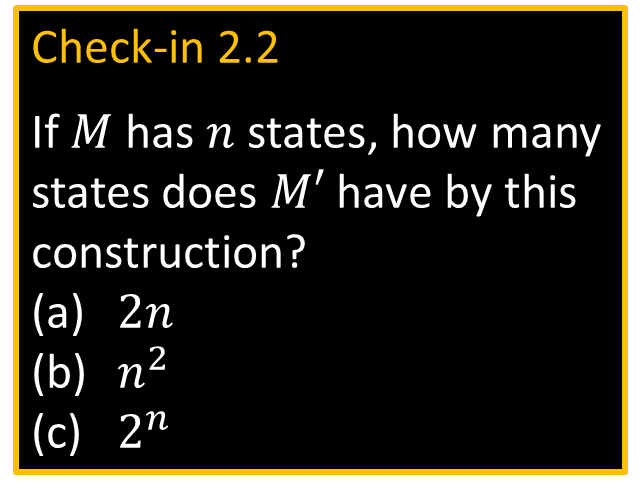 Check-in 2.2
If 𝑀 has 𝑛 states, how many
states does 𝑀′ have by this
construction?
(a) 2𝑛
(b) 𝑛²
(c) 2ⁿ